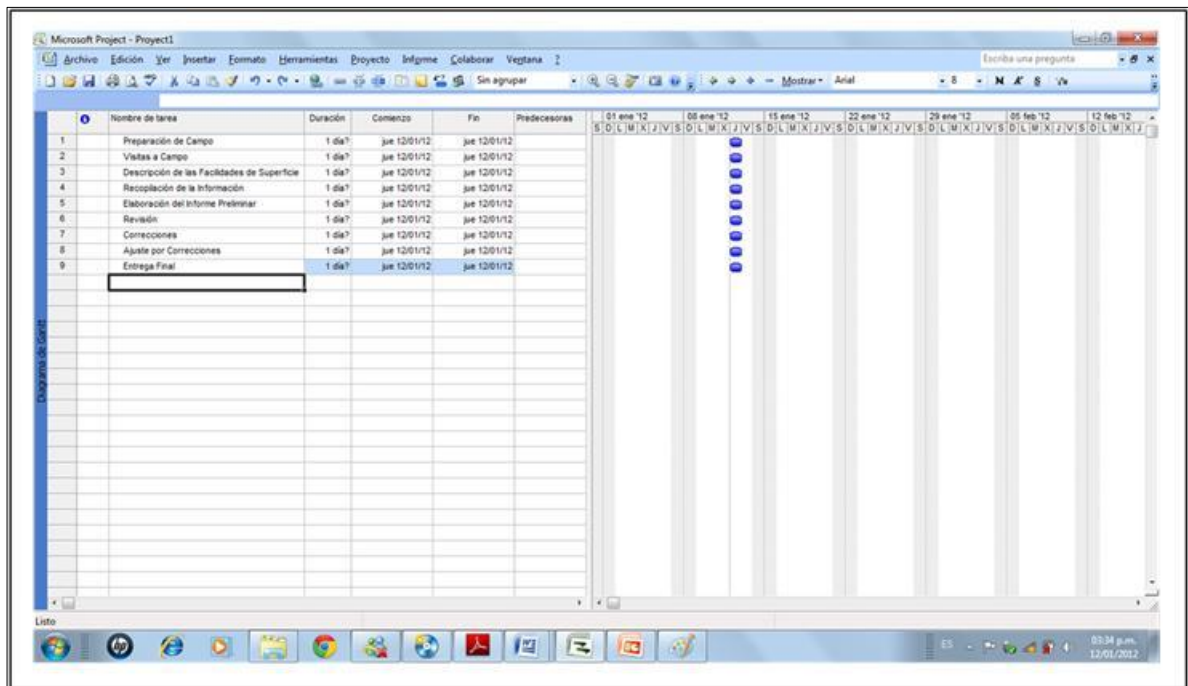 Microsoft Project - Proyect1
Archivo Edición Ver Insertar Formato Herramientas Proyecto Informe Colaborar Ventana ?
Escriba una pregunta
Sin agrupar Mostrar Arial 8 N K S
Nombre de tarea Duración Comienzo Fin Predecesoras 01 ene '12 08 ene '12 15 ene '12 22 ene '12 29 ene '12 05 feb '12 12 feb '12
S D L M X J V S D L M X J V S D L M X J V S D L M X J V S D L M X J V S D L M X J V S D L M X J
1 Preparación de Campo 1 día? jue 12/01/12 jue 12/01/12
2 Visitas a Campo 1 día? jue 12/01/12 jue 12/01/12
3 Descripción de las Facilidades de Superficie 1 día? jue 12/01/12 jue 12/01/12
4 Recopilación de la Información 1 día? jue 12/01/12 jue 12/01/12
5 Elaboración del Informe Preliminar 1 día? jue 12/01/12 jue 12/01/12
6 Revisión 1 día? jue 12/01/12 jue 12/01/12
7 Correcciones 1 día? jue 12/01/12 jue 12/01/12
8 Ajuste por Correcciones 1 día? jue 12/01/12 jue 12/01/12
9 Entrega Final 1 día? jue 12/01/12 jue 12/01/12
Diagrama de Gantt
Listo
hp
ES
03:34 p.m.
12/01/2012